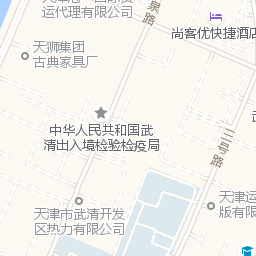 运代理有限公司
泉路
尚客优快捷酒店
天狮集团
古典家具厂
中华人民共和国武
清出入境检验检疫局
三号路
天津市武清开发
区热力有限公司
天津运
版有限